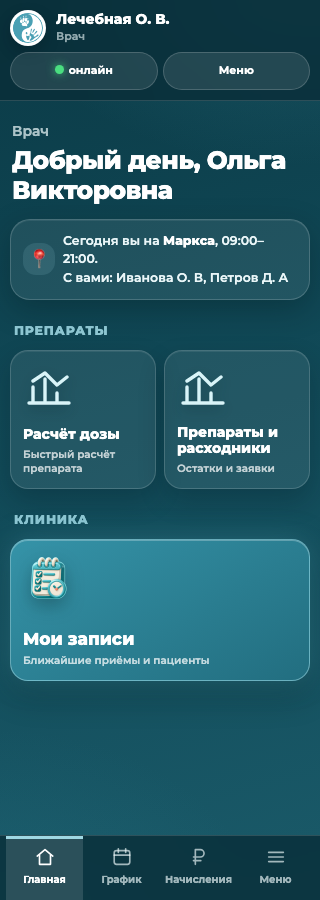 Лечебная О. В.
Врач
онлайн
Меню
Врач
Добрый день, Ольга
Викторовна
Сегодня вы на Маркса, 09:00–
21:00.
С вами: Иванова О. В, Петров Д. А
ПРЕПАРАТЫ
Расчёт дозы
Быстрый расчёт
препарата
Препараты и
расходники
Остатки и заявки
КЛИНИКА
Мои записи
Ближайшие приёмы и пациенты
Главная
График
Начисления
Меню